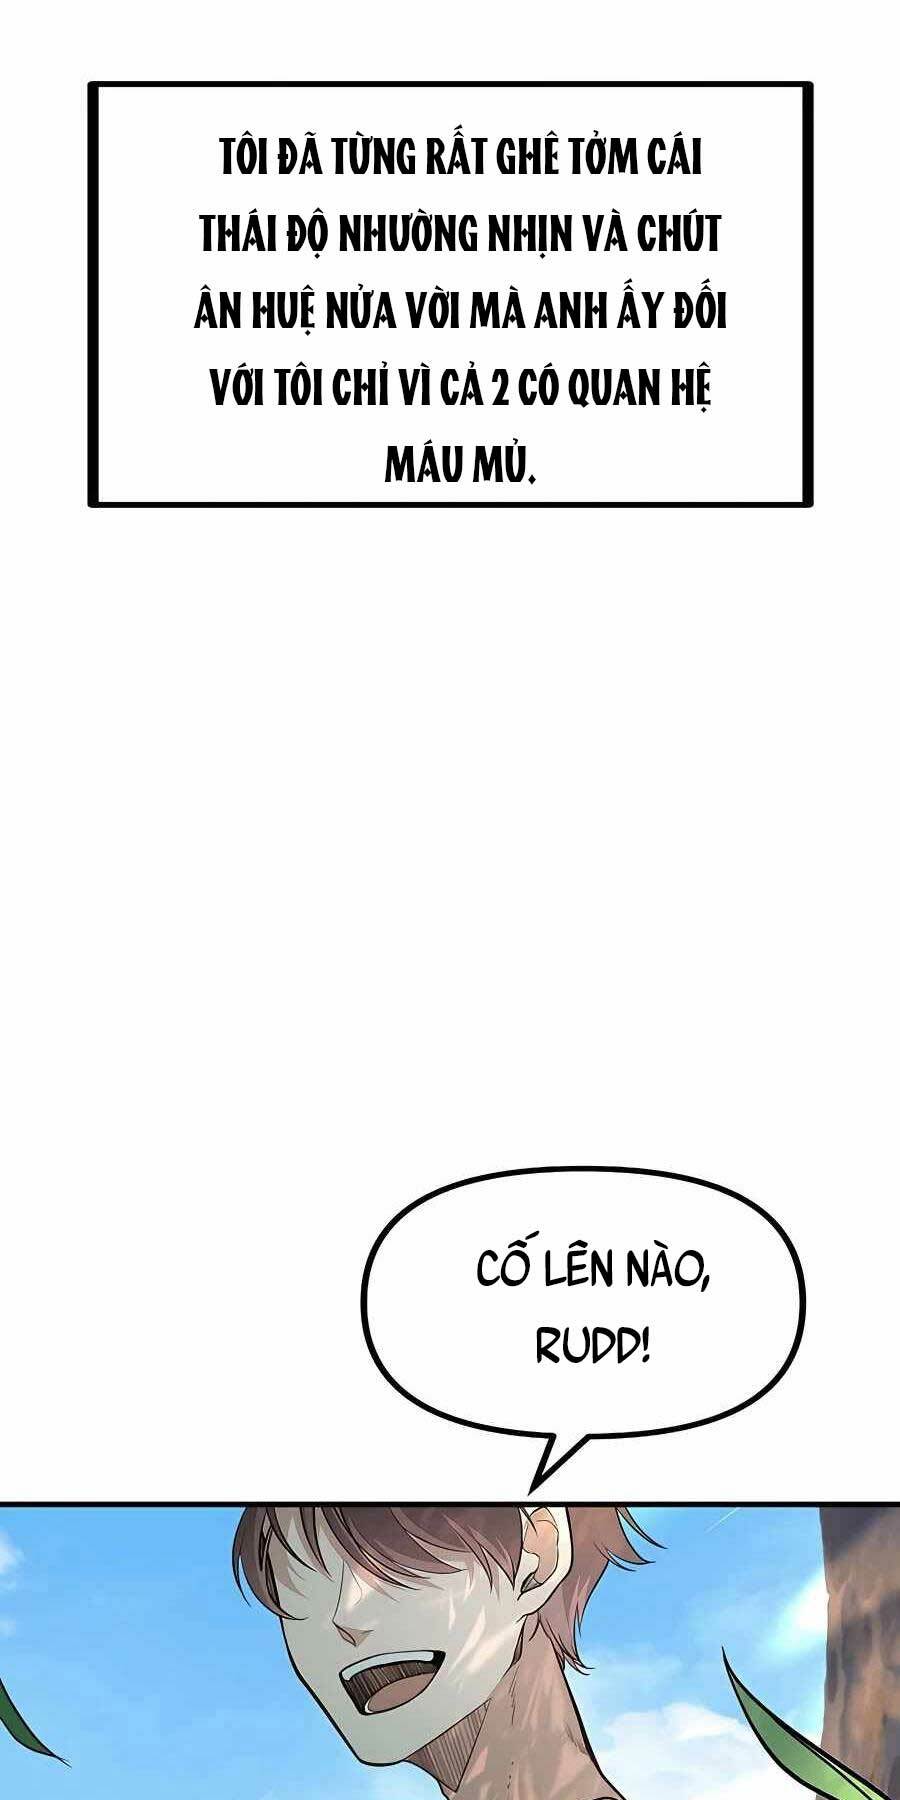 TÔI ĐÃ TỪNG RẤT GHÊ TỞM CÁI
THÁI ĐỘ NHƯỜNG NHỊN VÀ CHÚT
ÂN HUỆ NỬA VỜI MÀ ANH ẤY ĐỐI
VỚI TÔI CHỈ VÌ CẢ 2 CÓ QUAN HỆ
MÁU MỦ.
CỐ LÊN NÀO,
RUDD!